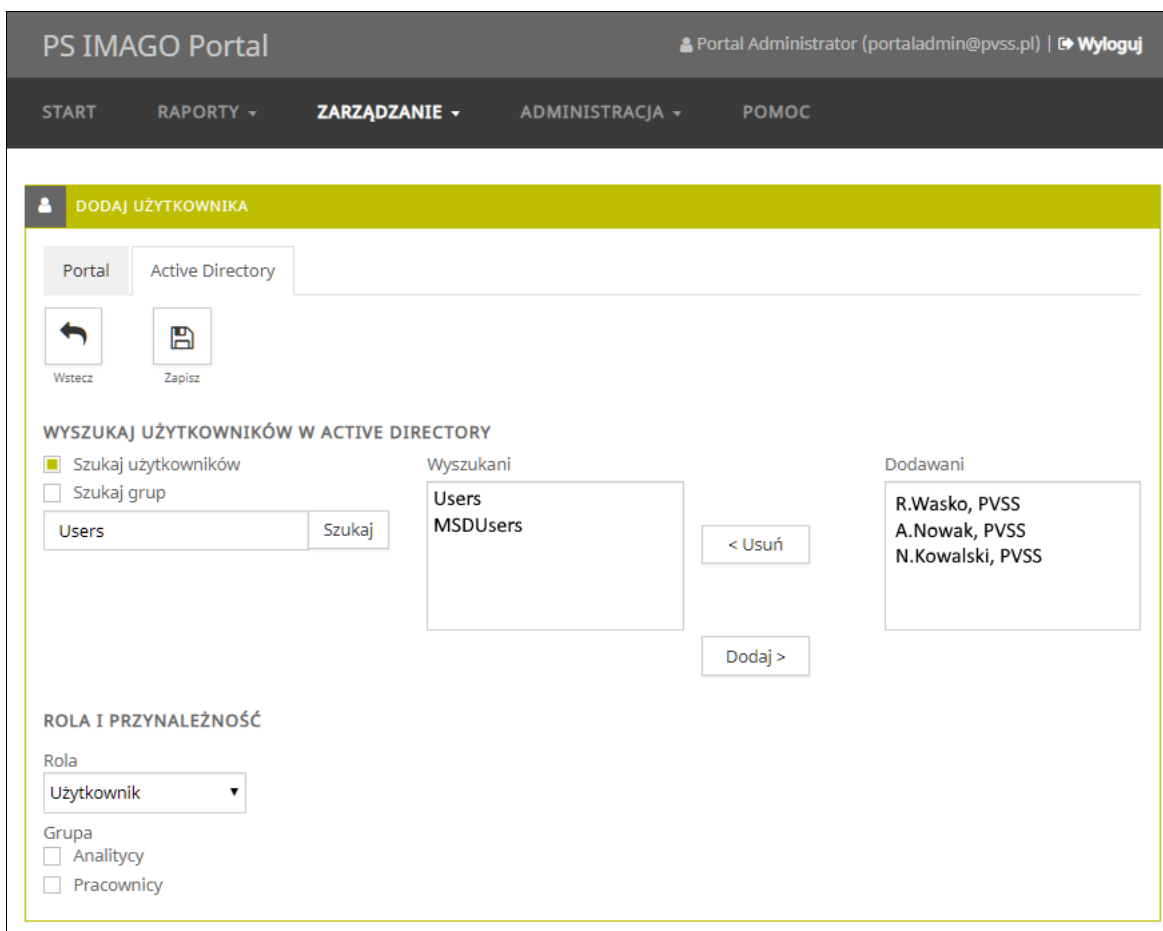 PS IMAGO Portal
Portal Administrator (portaladmin@pvss.pl) | Wyloguj
START RAPORTY ZARZĄDZANIE ADMINISTRACJA POMOC
DODAJ UŻYTKOWNIKA
Portal Active Directory
Wstecz Zapisz
WYSZUKAJ UŻYTKOWNIKÓW W ACTIVE DIRECTORY
Szukaj użytkowników
Szukaj grup
Users Szukaj
Wyszukani
Users
MSDUsers
< Usuń
Dodaj >
Dodawani
R.Wasko, PVSS
A.Nowak, PVSS
N.Kowalski, PVSS
ROLA I PRZYNALEŻNOŚĆ
Rola
Użytkownik
Grupa
Analitycy
Pracownicy